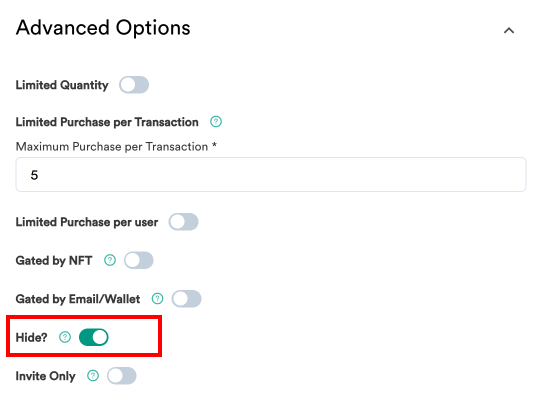 Advanced Options
Limited Quantity
Limited Purchase per Transaction ?
Maximum Purchase per Transaction *
5
Limited Purchase per user
Gated by NFT ?
Gated by Email/Wallet ?
Hide? ?
Invite Only ?